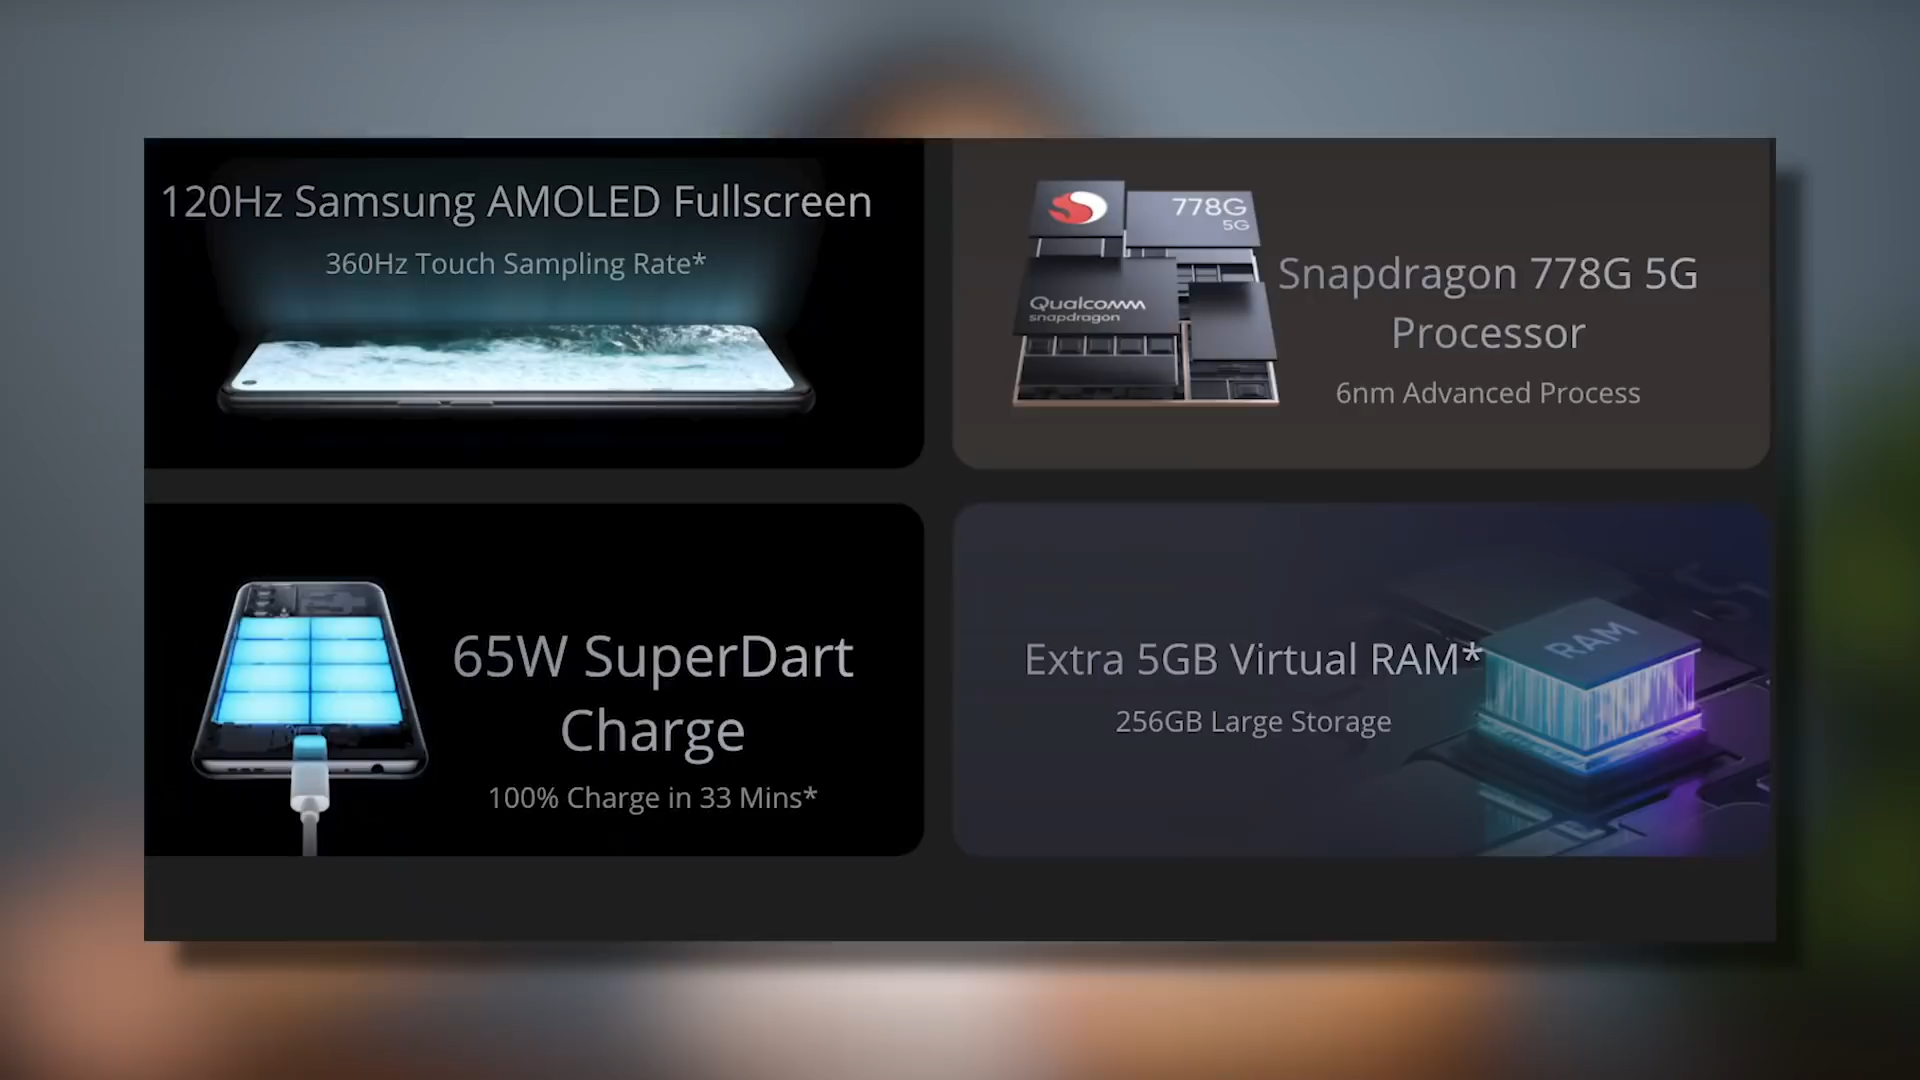 120Hz Samsung AMOLED Fullscreen
360Hz Touch Sampling Rate*
778G
5G
Qualcomm
snapdragon
Snapdragon 778G 5G
Processor
6nm Advanced Process
65W SuperDart
Charge
100% Charge in 33 Mins*
Extra 5GB Virtual RAM*
256GB Large Storage
RAM